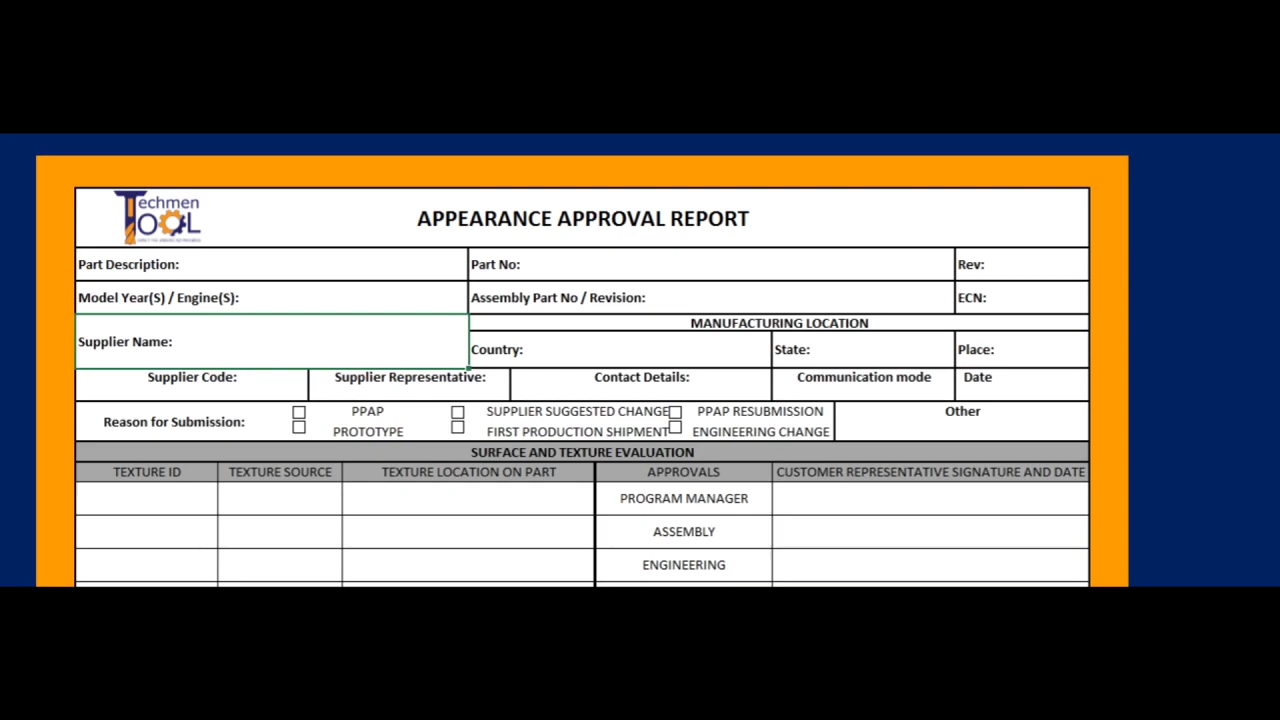 Techmen
TOOL
APPEARANCE APPROVAL REPORT
Part Description: Part No: Rev:
Model Year(S) / Engine(S): Assembly Part No / Revision: ECN:
MANUFACTURING LOCATION
Supplier Name:
Country: State: Place:
Supplier Code: Supplier Representative: Contact Details: Communication mode Date
Reason for Submission:
PPAP SUPPLIER SUGGESTED CHANGE PPAP RESUBMISSION Other
PROTOTYPE FIRST PRODUCTION SHIPMENT ENGINEERING CHANGE
SURFACE AND TEXTURE EVALUATION
TEXTURE ID TEXTURE SOURCE TEXTURE LOCATION ON PART APPROVALS CUSTOMER REPRESENTATIVE SIGNATURE AND DATE
PROGRAM MANAGER
ASSEMBLY
ENGINEERING